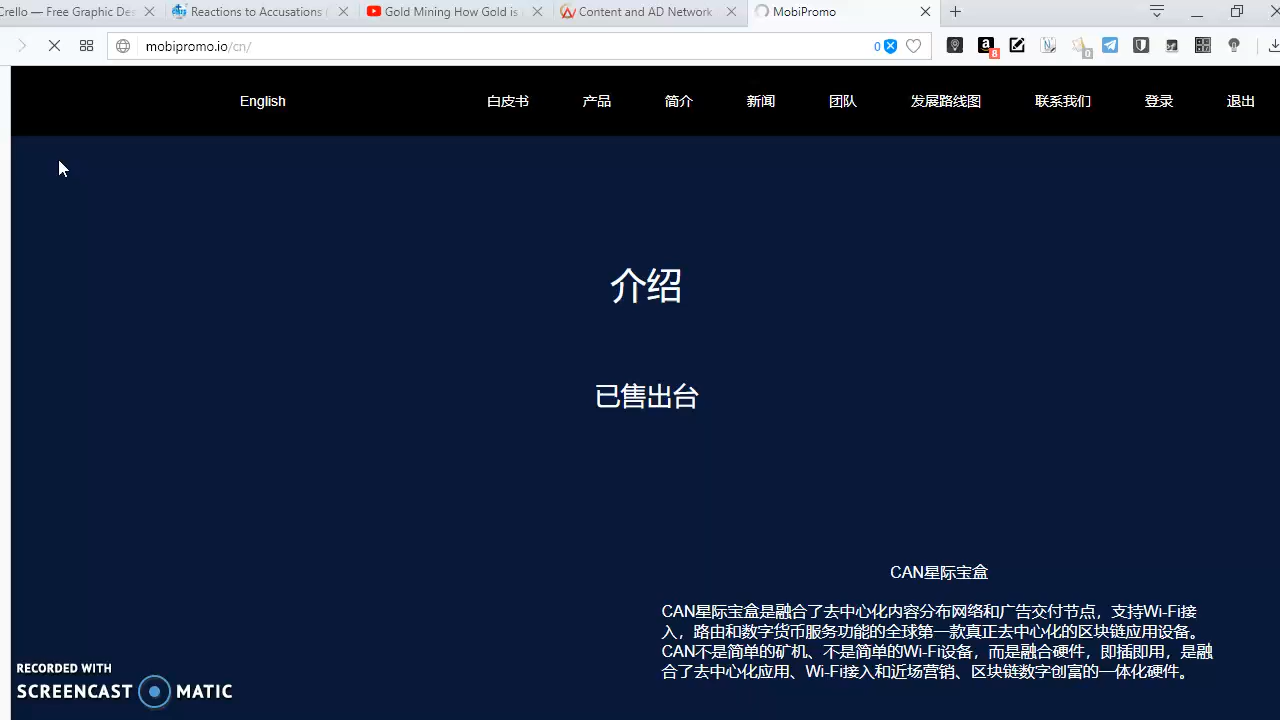 Crello — Free Graphic Des
Reactions to Accusations
Gold Mining How Gold is
Content and AD Network
MobiPromo
mobipromo.io/cn/
0
8
0
English
白皮书
产品
简介
新闻
团队
发展路线图
联系我们
登录
退出
介绍
已售出台
CAN星际宝盒
CAN星际宝盒是融合了去中心化内容分布网络和广告交付节点，支持Wi-Fi接
入，路由和数字货币服务功能的全球第一款真正去中心化的区块链应用设备。
CAN不是简单的矿机、不是简单的Wi-Fi设备，而是融合硬件，即插即用，是融
合了去中心化应用、Wi-Fi接入和近场营销、区块链数字创富的一体化硬件。
RECORDED WITH
SCREENCAST MATIC